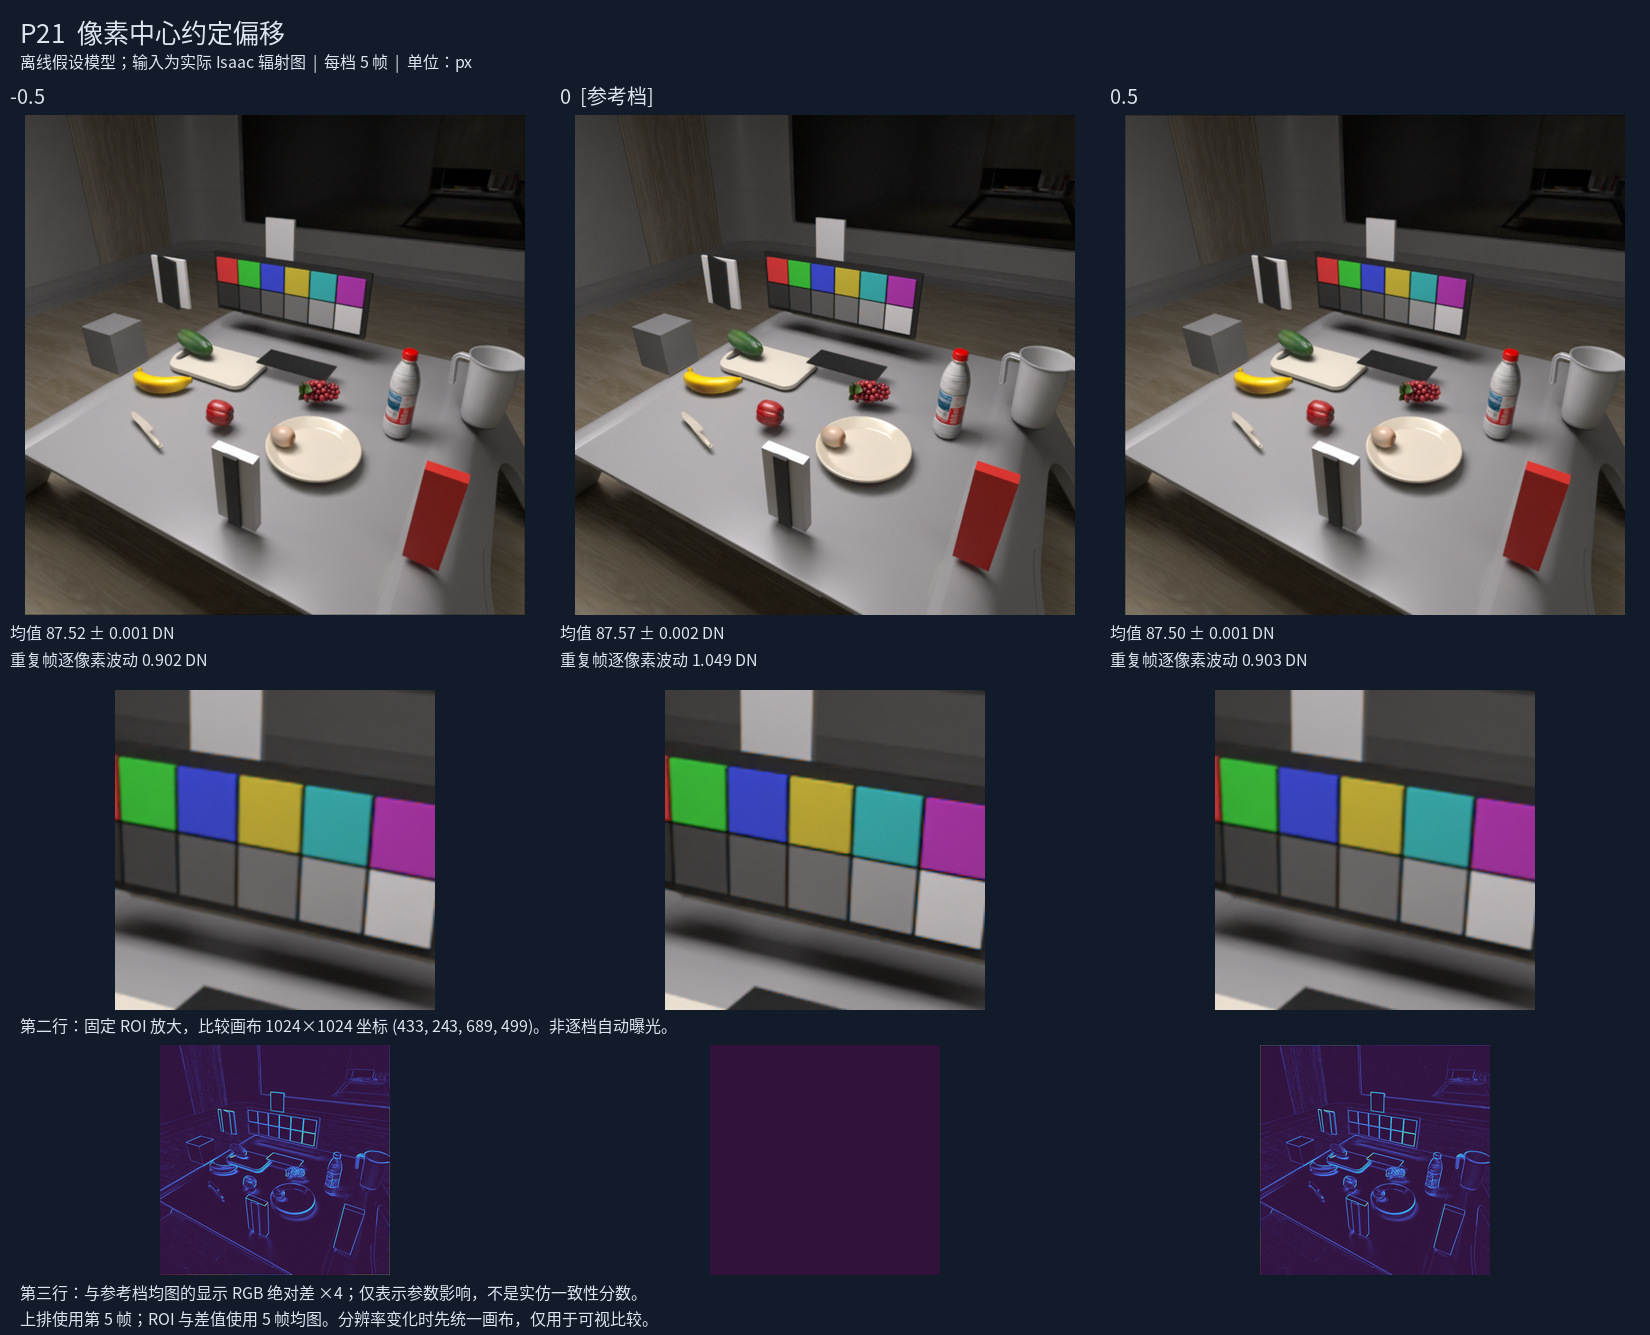 P21 像素中心约定偏移
离线假设模型；输入为实际 Isaac 辐射图 | 每档 5 帧 | 单位：px
-0.5
0 [参考档]
0.5
均值 87.52 ± 0.001 DN
重复帧逐像素波动 0.902 DN
均值 87.57 ± 0.002 DN
重复帧逐像素波动 1.049 DN
均值 87.50 ± 0.001 DN
重复帧逐像素波动 0.903 DN
第二行：固定 ROI 放大，比较画布 1024×1024 坐标 (433, 243, 689, 499)。非逐档自动曝光。
第三行：与参考档均图的显示 RGB 绝对差 ×4；仅表示参数影响，不是实仿一致性分数。
上排使用第 5 帧；ROI 与差值使用 5 帧均图。分辨率变化时先统一画布，仅用于可视比较。